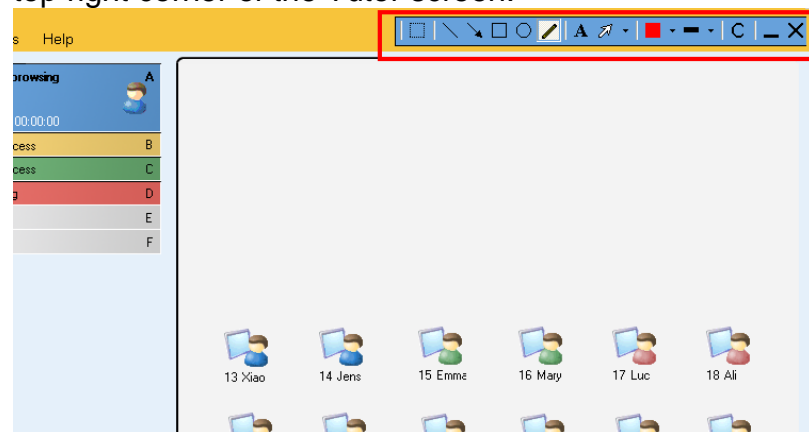 top right corner of the Tutor screen.
s Help
A C
browsing A
00:00:00
cess B
cess C
g D
E
F
13 Xiao 14 Jens 15 Emma 16 Mary 17 Luc 18 Ali